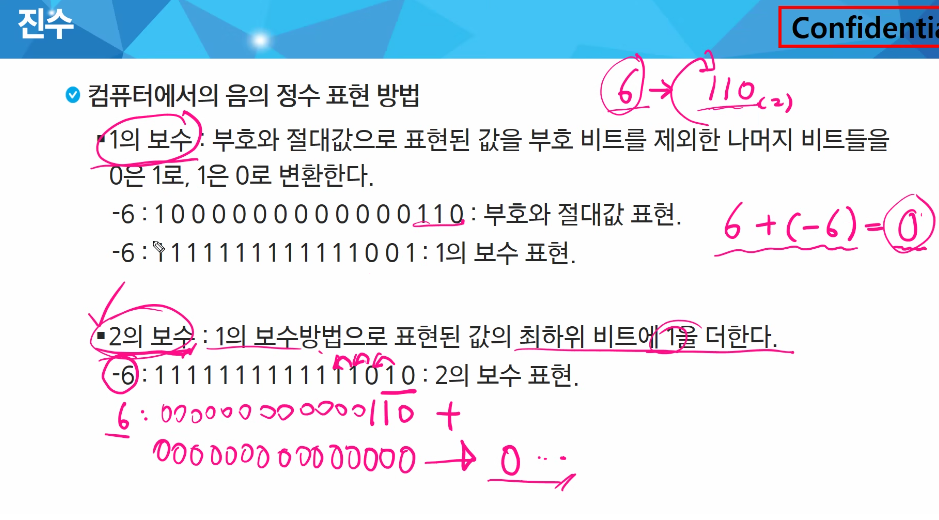 진수
Confidentia
6 → 110(2)
컴퓨터에서의 음의 정수 표현 방법
▪1의 보수 : 부호와 절대값으로 표현된 값을 부호 비트를 제외한 나머지 비트들을
0은 1로, 1은 0로 변환한다.
-6 : 1 0 0 0 0 0 0 0 0 0 0 0 0 1 1 0 : 부호와 절대값 표현.
6 + (-6) = 0
-6 : 1 1 1 1 1 1 1 1 1 1 1 1 1 0 0 1 : 1의 보수 표현.
▪2의 보수 : 1의 보수방법으로 표현된 값의 최하위 비트에 1을 더한다.
-6 : 1 1 1 1 1 1 1 1 1 1 1 1 1 0 1 0 : 2의 보수 표현.
6 : 0000000000000110 +
0000000000000000 → 0 ...